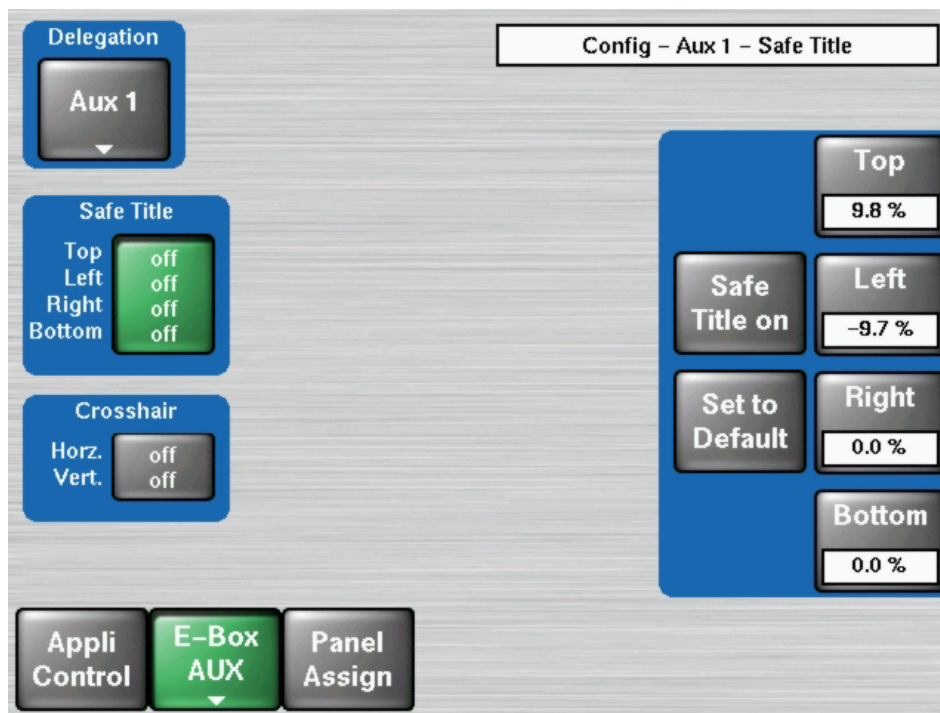 Delegation
Aux 1
Config – Aux 1 – Safe Title
Safe Title
Top off
Left off
Right off
Bottom off
Crosshair
Horz. off
Vert. off
Top
9.8 %
Safe
Title on
Left
–9.7 %
Set to
Default
Right
0.0 %
Bottom
0.0 %
Appli
Control
E–Box
AUX
Panel
Assign